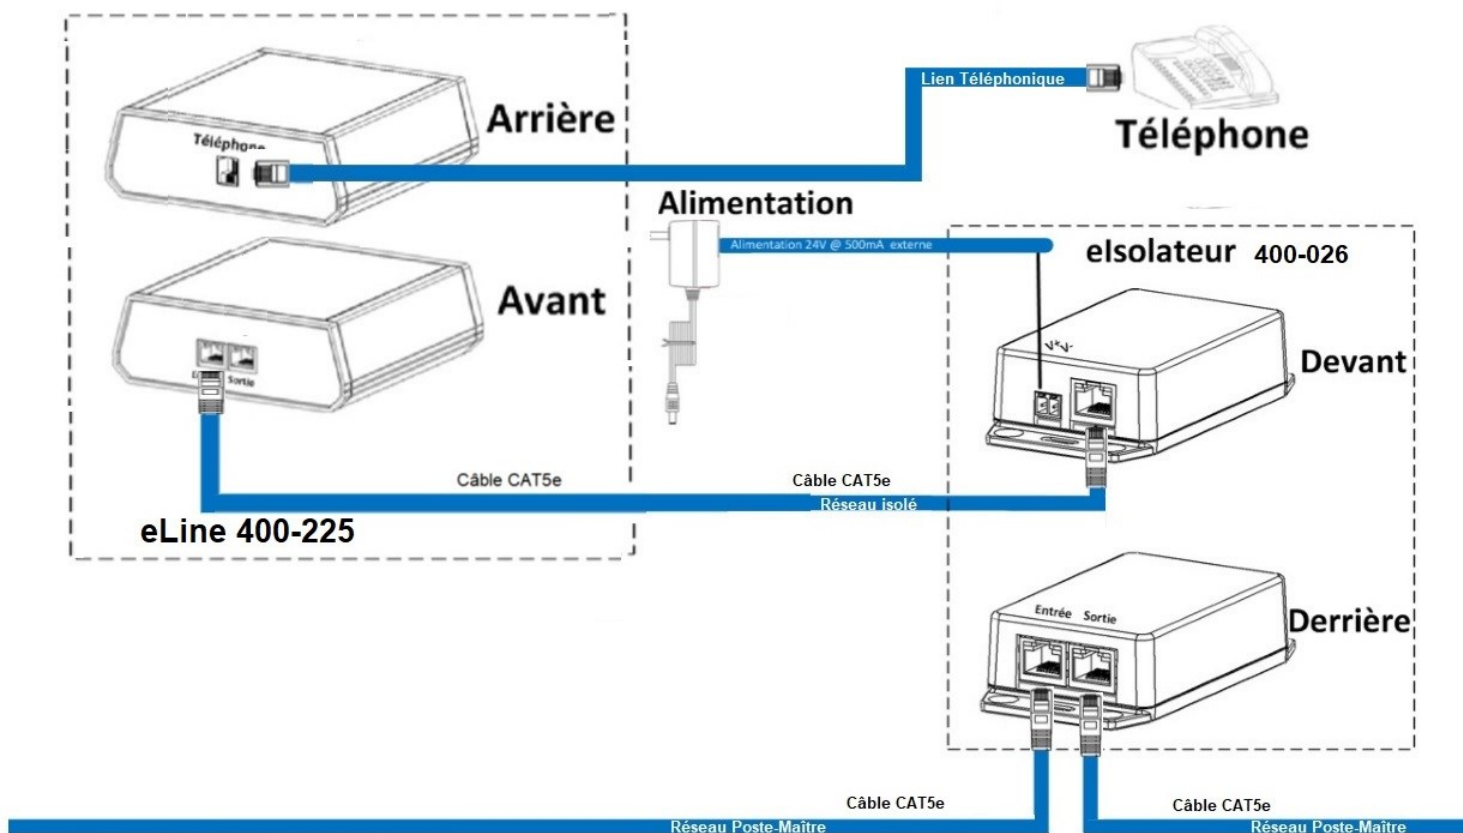 Arrière
Téléphone
Lien Téléphonique
Téléphone
Alimentation
Alimentation 24V @ 500mA externe
eIsolateur 400-026
Avant
Sortie
V+ V-
Devant
Câble CAT5e
Câble CAT5e
Réseau isolé
eLine 400-225
Entrée Sortie
Derrière
Câble CAT5e
Câble CAT5e
Réseau Poste-Maître
Réseau Poste-Maître